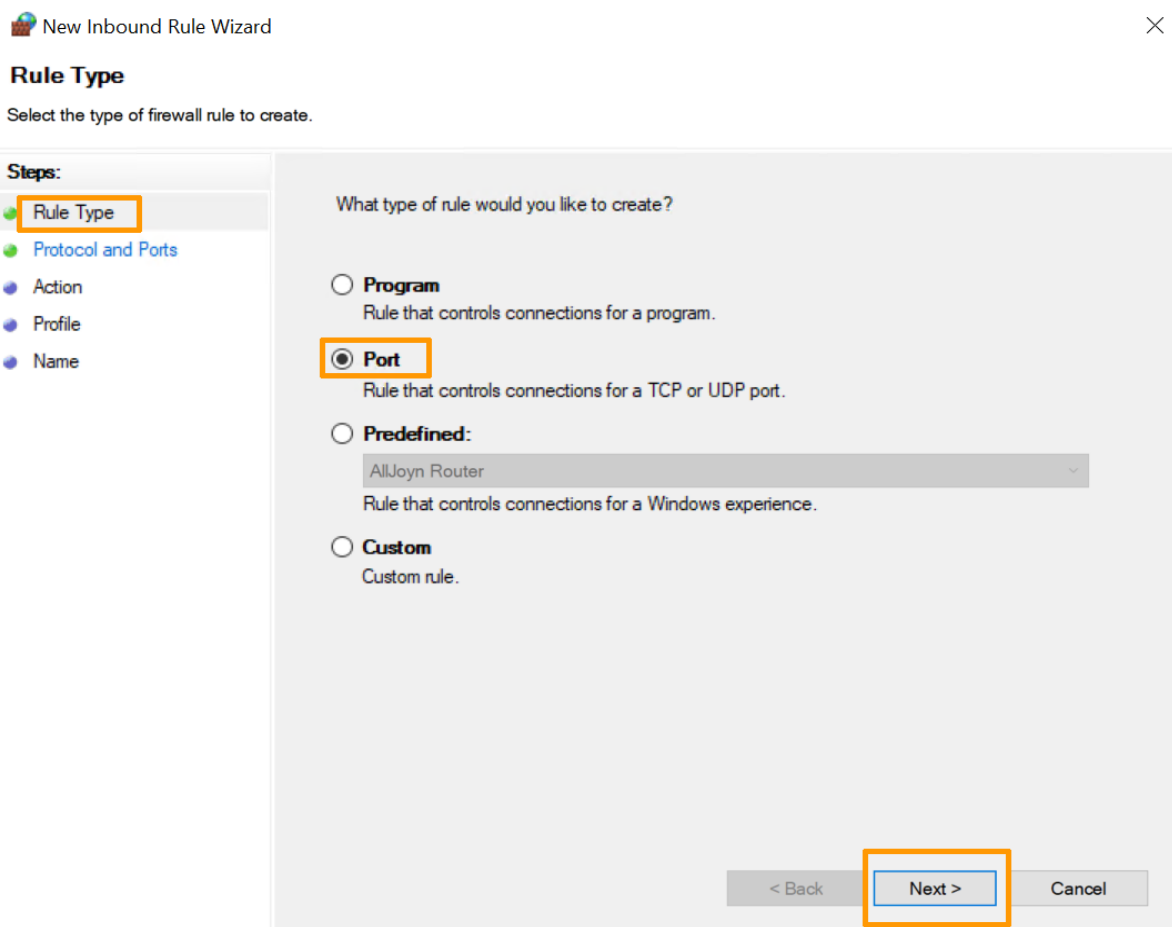 New Inbound Rule Wizard
Rule Type
Select the type of firewall rule to create.
Steps:
Rule Type
Protocol and Ports
Action
Profile
Name
What type of rule would you like to create?
Program
Rule that controls connections for a program.
Port
Rule that controls connections for a TCP or UDP port.
Predefined:
AllJoyn Router
Rule that controls connections for a Windows experience.
Custom
Custom rule.
< Back
Next >
Cancel